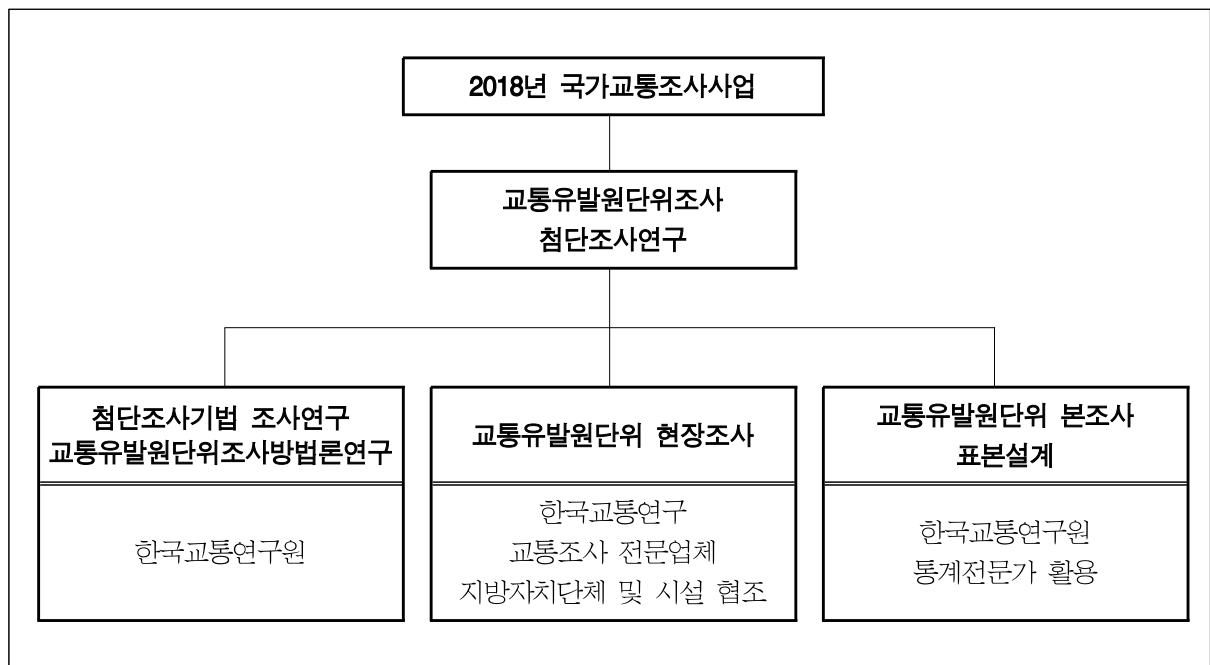 2018년 국가교통조사사업
교통유발원단위조사
첨단조사연구
첨단조사기법 조사연구
교통유발원단위조사방법론연구
한국교통연구원
교통유발원단위 현장조사
한국교통연구
교통조사 전문업체
지방자치단체 및 시설 협조
교통유발원단위 본조사
표본설계
한국교통연구원
통계전문가 활용